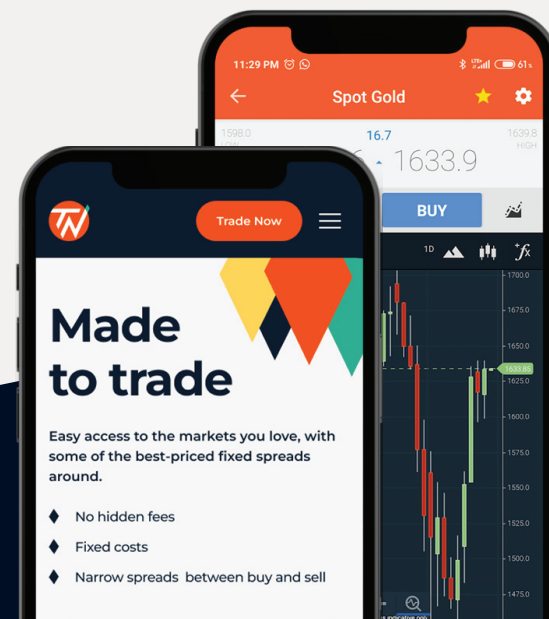 11:29 PM
LTE+
61%
Spot Gold
1598.0
LOW
16.7
1639.8
HIGH
1633.9
BUY
1D
+fx
1700.0
1675.0
1650.0
1633.85
1625.0
1600.0
1575.0
1550.0
1525.0
1500.0
1475.0
TN
Trade Now
Made
to trade
Easy access to the markets you love, with
some of the best-priced fixed spreads
around.
No hidden fees
Fixed costs
Narrow spreads between buy and sell